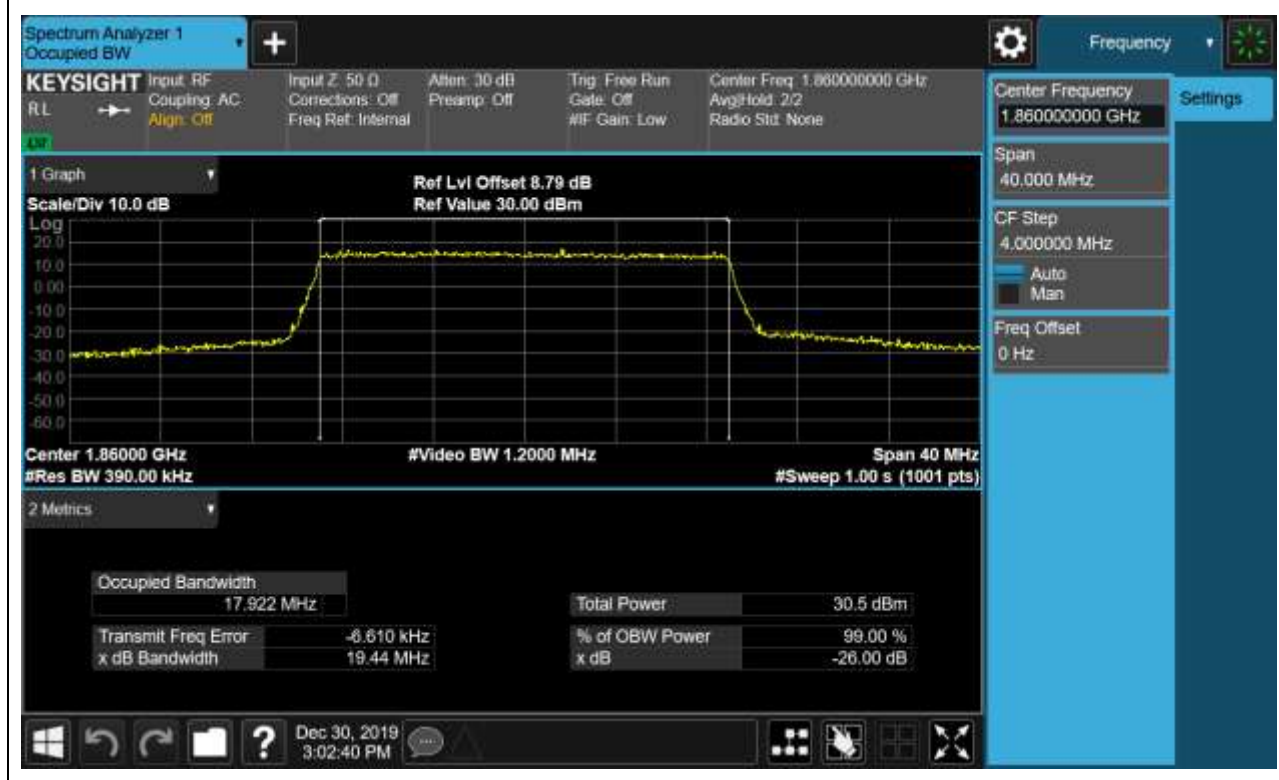 Spectrum Analyzer 1
Occupied BW
+
Frequency
KEYSIGHT
RL
Input: RF
Coupling: AC
Align: Off
Input Z: 50 Ω
Corrections: Off
Freq Ref: Internal
Atten: 30 dB
Preamp: Off
Trig: Free Run
Gate: Off
#IF Gain: Low
Center Freq: 1.860000000 GHz
Avg|Hold: 2/2
Radio Std: None
Center Frequency
1.860000000 GHz
Settings
Span
40.000 MHz
CF Step
4.000000 MHz
Auto
Man
Freq Offset
0 Hz
1 Graph
Scale/Div 10.0 dB
Ref Lvl Offset 8.79 dB
Ref Value 30.00 dBm
Log
20.0
10.0
0.00
-10.0
-20.0
-30.0
-40.0
-50.0
-60.0
Center 1.86000 GHz
#Res BW 390.00 kHz
#Video BW 1.2000 MHz
Span 40 MHz
#Sweep 1.00 s (1001 pts)
2 Metrics
Occupied Bandwidth
17.922 MHz
Transmit Freq Error -6.610 kHz
x dB Bandwidth 19.44 MHz
Total Power 30.5 dBm
% of OBW Power 99.00 %
x dB -26.00 dB
?
Dec 30, 2019
3:02:40 PM